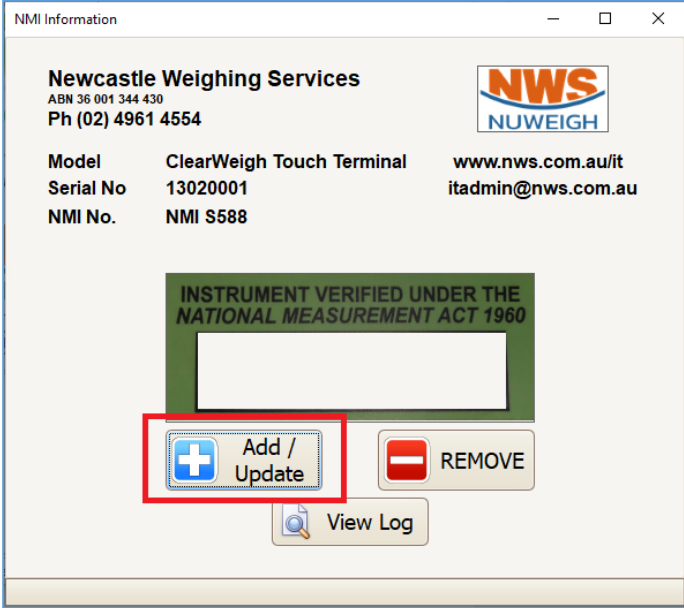 NMI Information
Newcastle Weighing Services
ABN 36 001 344 430
Ph (02) 4961 4554
NWS
NUWEIGH
Model ClearWeigh Touch Terminal www.nws.com.au/it
Serial No 13020001 itadmin@nws.com.au
NMI No. NMI S588
INSTRUMENT VERIFIED UNDER THE
NATIONAL MEASUREMENT ACT 1960
Add /
Update
REMOVE
View Log